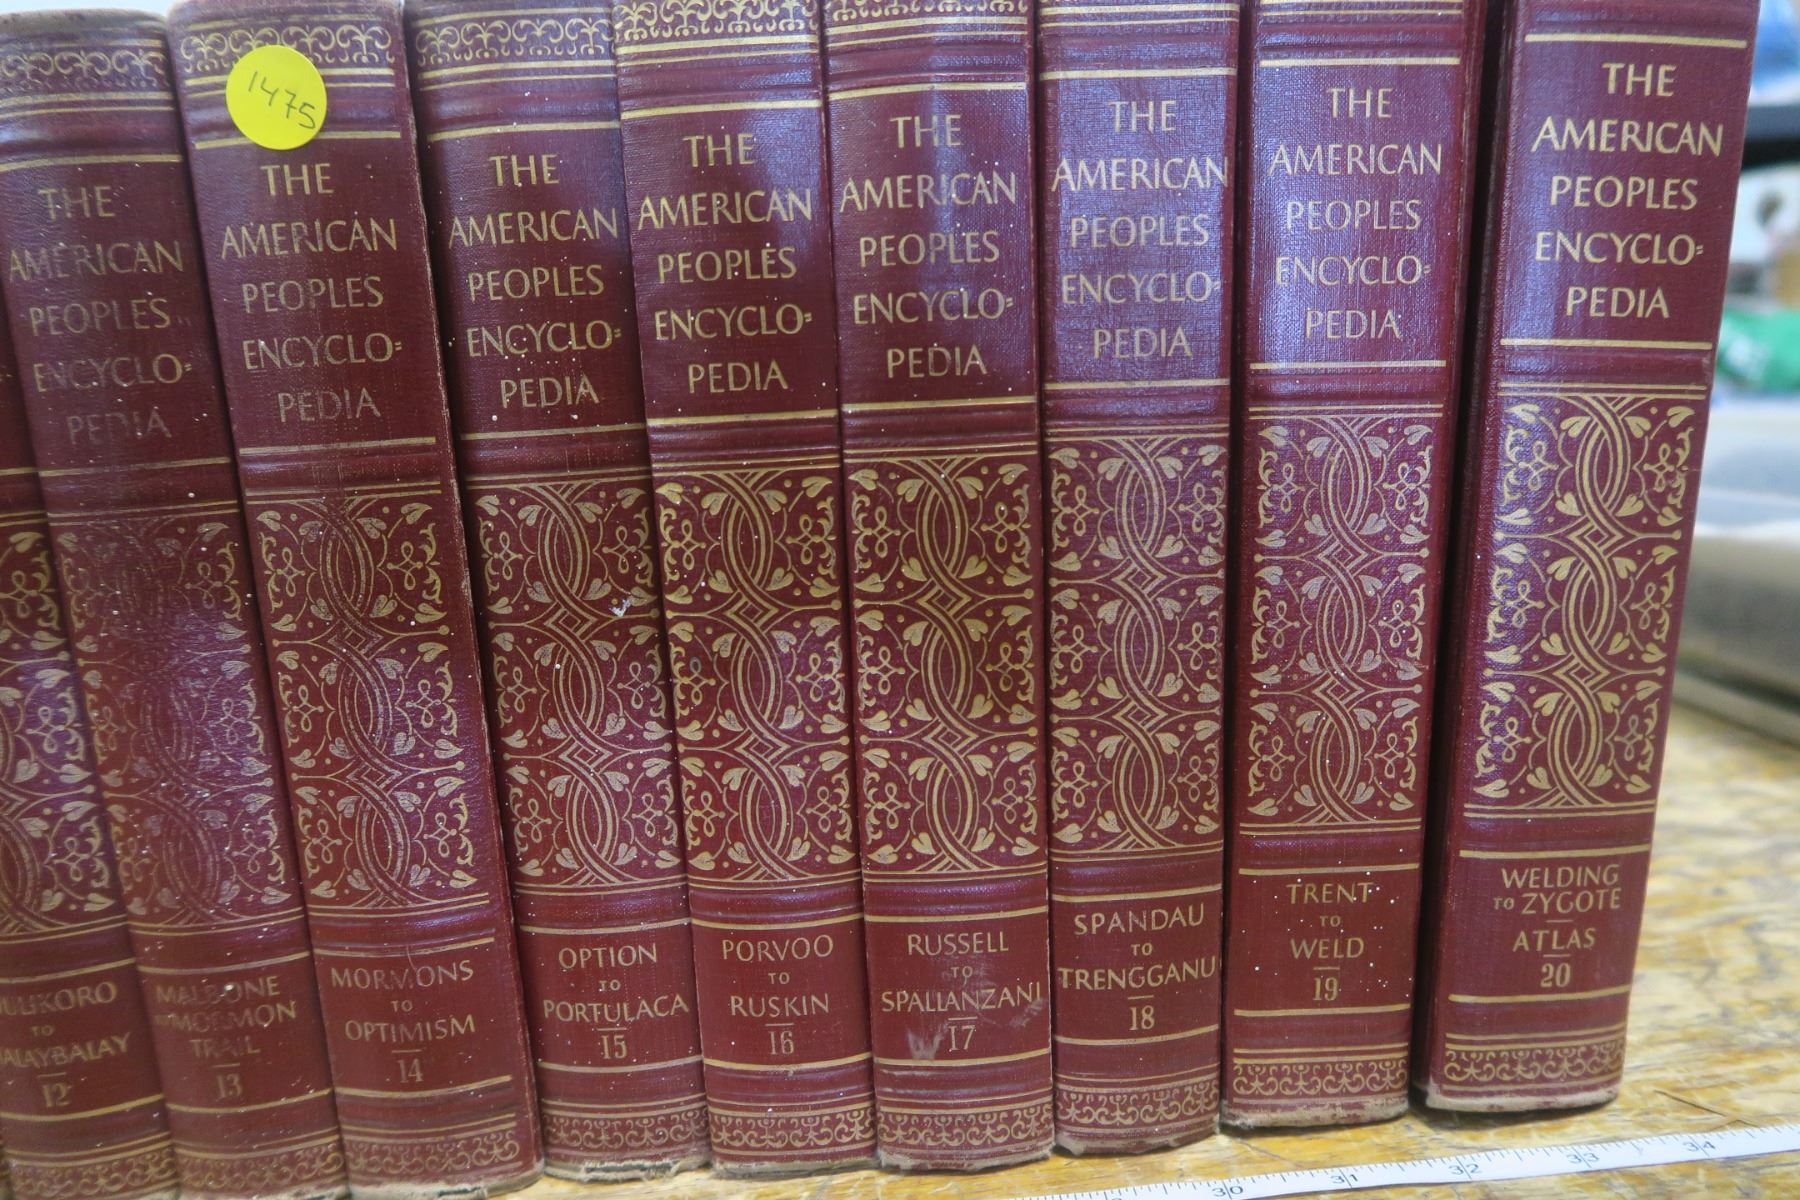 THE
AMERICAN
PEOPLES
ENCYCLO=
PEDIA
TO
12
THE
AMERICAN
PEOPLES
ENCYCLO=
PEDIA
MALBONE
TO MORMON
TRAIL
13
1475
THE
AMERICAN
PEOPLES
ENCYCLO=
PEDIA
MORMONS
TO
OPTIMISM
14
THE
AMERICAN
PEOPLES
ENCYCLO=
PEDIA
OPTION
TO
PORTULACA
15
THE
AMERICAN
PEOPLES
ENCYCLO=
PEDIA
PORVOO
TO
RUSKIN
16
THE
AMERICAN
PEOPLES
ENCYCLO=
PEDIA
RUSSELL
TO
SPALLANZANI
17
THE
AMERICAN
PEOPLES
ENCYCLO=
PEDIA
SPANDAU
TO
TRENGGANU
18
THE
AMERICAN
PEOPLES
ENCYCLO=
PEDIA
TRENT
TO
WELD
19
THE
AMERICAN
PEOPLES
ENCYCLO=
PEDIA
WELDING
TO ZYGOTE
ATLAS
20
30 31 32 33 34